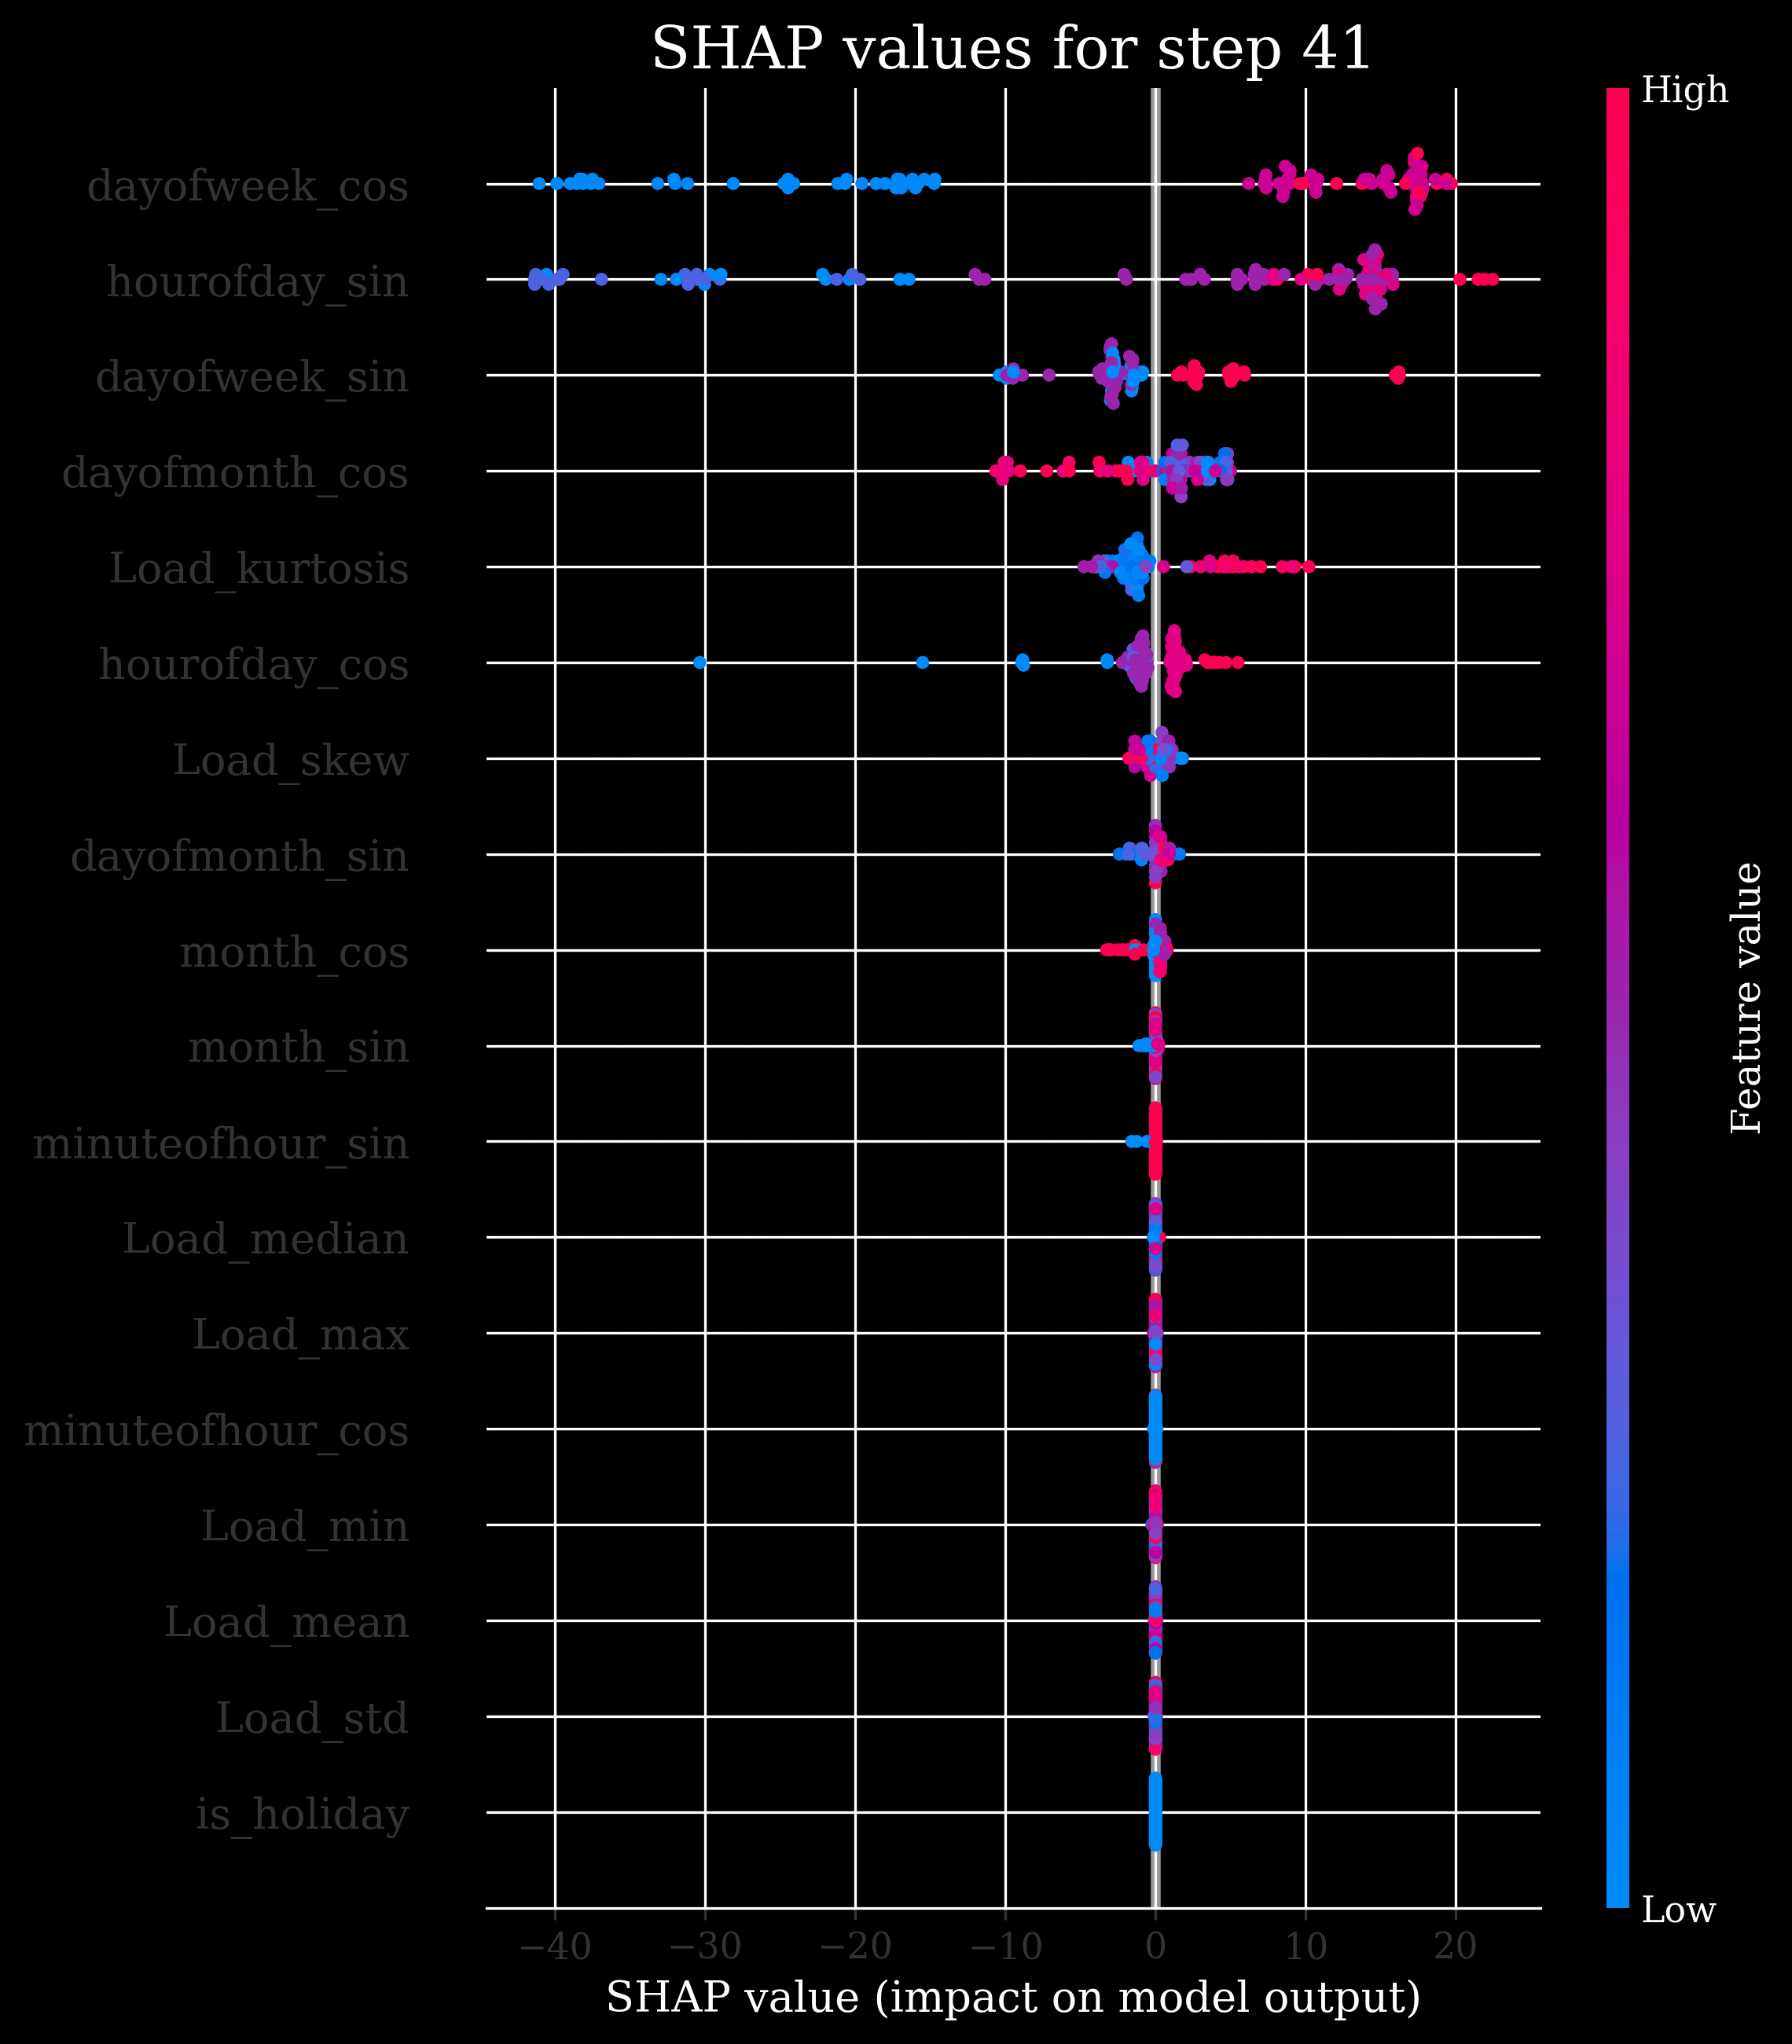 SHAP values for step 41
High
dayofweek_cos
hourofday_sin
dayofweek_sin
dayofmonth_cos
Load_kurtosis
hourofday_cos
Load_skew
dayofmonth_sin
month_cos
month_sin
minuteofhour_sin
Load_median
Load_max
minuteofhour_cos
Load_min
Load_mean
Load_std
is_holiday
Feature value
Low
−40 −30 −20 −10 0 10 20
SHAP value (impact on model output)